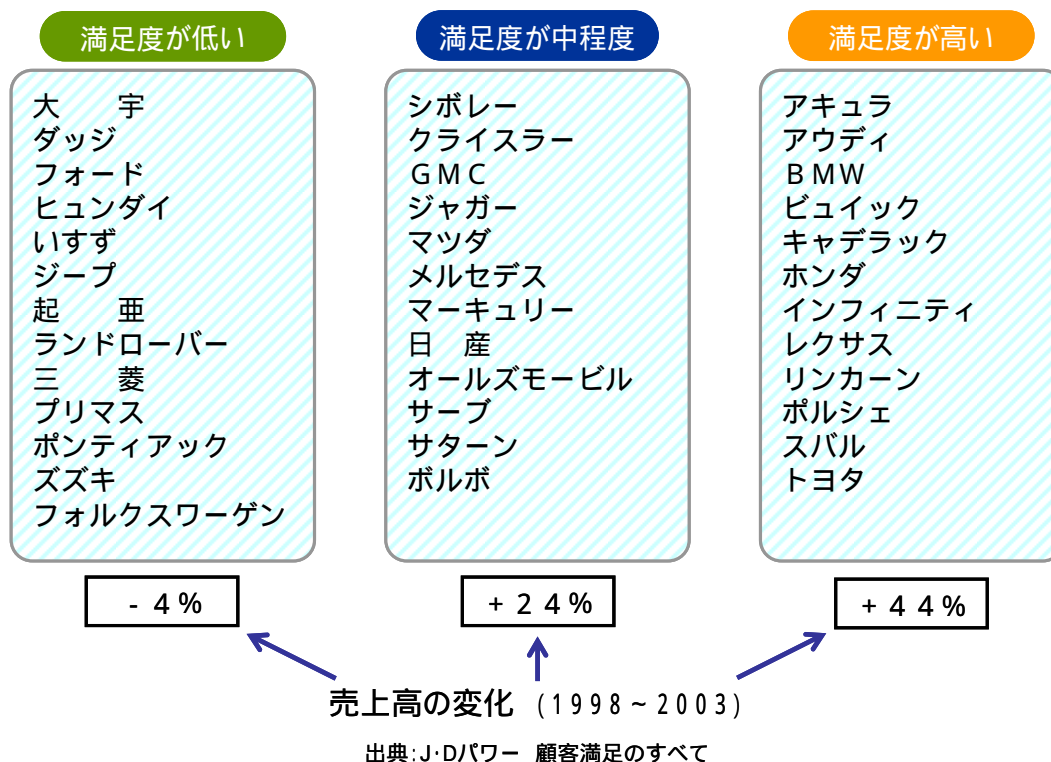 満足度が低い
大　　宇
ダッジ
フォード
ヒュンダイ
いすず
ジープ
起　　亜
ランドローバー
三　　菱
プリマス
ポンティアック
ズズキ
フォルクスワーゲン
-４%
満足度が中程度
シボレー
クライスラー
ＧＭＣ
ジャガー
マツダ
メルセデス
マーキュリー
日　産
オールズモービル
サーブ
サターン
ボルボ
+２４%
満足度が高い
アキュラ
アウディ
ＢＭＷ
ビュイック
キャデラック
ホンダ
インフィニティ
レクサス
リンカーン
ポルシェ
スバル
トヨタ
+４４%
売上高の変化 (1998~2003)
出典:J・Dパワー 顧客満足のすべて